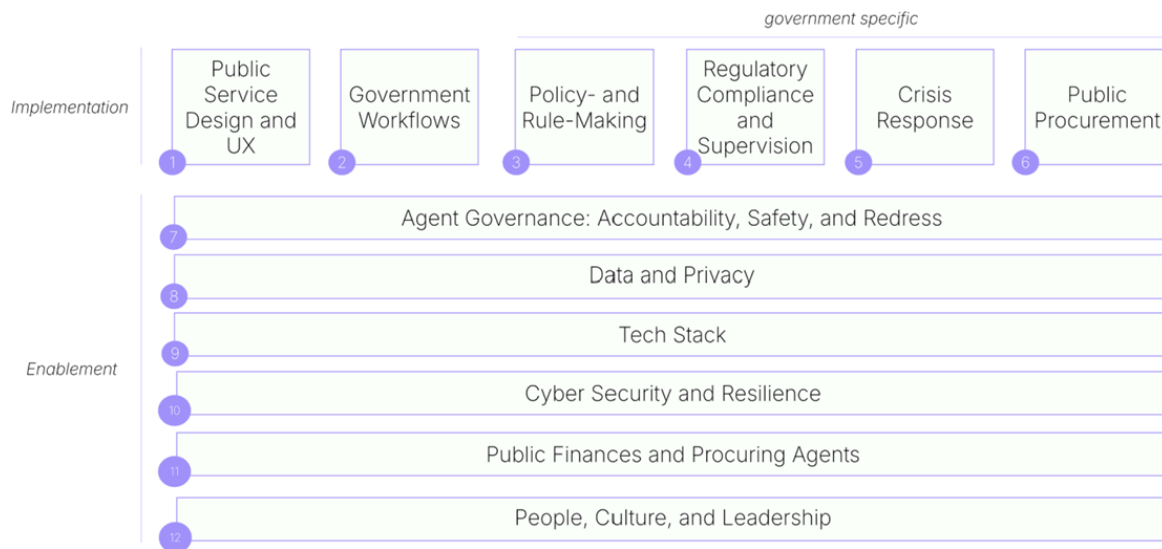 government specific
Implementation
Public
Service
Design and
UX
1
Government
Workflows
2
Policy- and
Rule-Making
3
Regulatory
Compliance
and
Supervision
4
Crisis
Response
5
Public
Procurement
6
Enablement
Agent Governance: Accountability, Safety, and Redress
7
Data and Privacy
8
Tech Stack
9
Cyber Security and Resilience
10
Public Finances and Procuring Agents
11
People, Culture, and Leadership
12